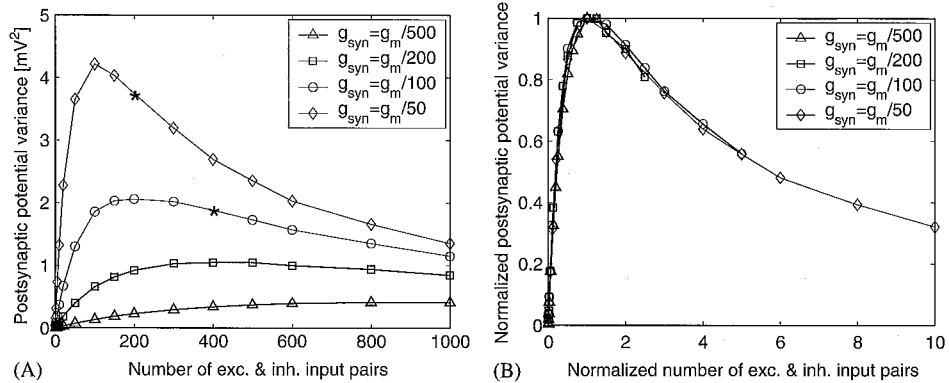 Postsynaptic potential variance [mV²]
5
4
3
2
1
0
g_syn=g_m/500
g_syn=g_m/200
g_syn=g_m/100
g_syn=g_m/50
0 200 400 600 800 1000
(A) Number of exc. & inh. input pairs
Normalized postsynaptic potential variance
1
0.8
0.6
0.4
0.2
0
g_syn=g_m/500
g_syn=g_m/200
g_syn=g_m/100
g_syn=g_m/50
0 2 4 6 8 10
(B) Normalized number of exc. & inh. input pairs